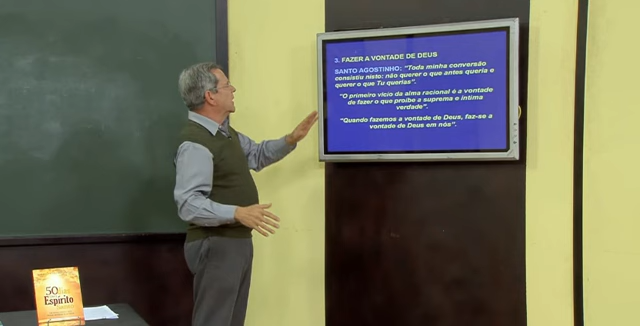 3. FAZER A VONTADE DE DEUS
SANTO AGOSTINHO: “Toda minha conversão
consistiu nisto: não querer o que antes queria e
querer o que Tu querias”.
“O primeiro vício da alma racional é a vontade
de fazer o que proíbe a suprema e íntima
verdade”.
“Quando fazemos a vontade de Deus, faz-se a
vontade de Deus em nós”.
50
Espírito